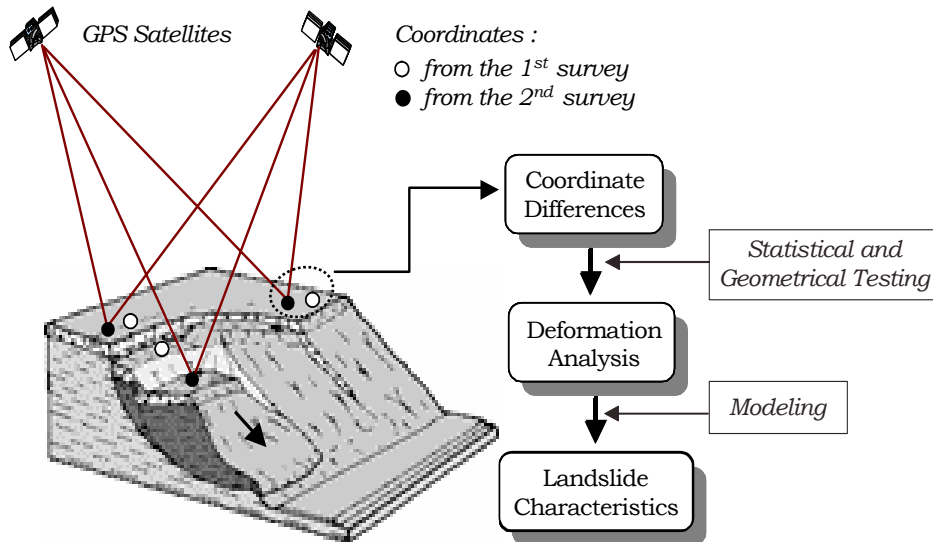 GPS Satellites
Coordinates :
from the 1st survey
from the 2nd survey
Coordinate
Differences
Statistical and
Geometrical Testing
Deformation
Analysis
Modeling
Landslide
Characteristics